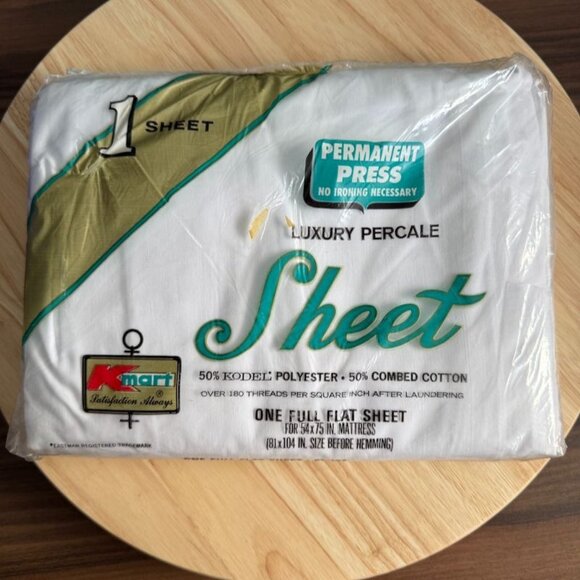 1 SHEET
PERMANENT
PRESS
NO IRONING NECESSARY
LUXURY PERCALE
Sheet
50% KODEL* POLYESTER • 50% COMBED COTTON
OVER 180 THREADS PER SQUARE INCH AFTER LAUNDERING
ONE FULL FLAT SHEET
FOR 54x75 IN. MATTRESS
(81x104 IN. SIZE BEFORE HEMMING)
Kmart®
Satisfaction Always
*EASTMAN REGISTERED TRADEMARK